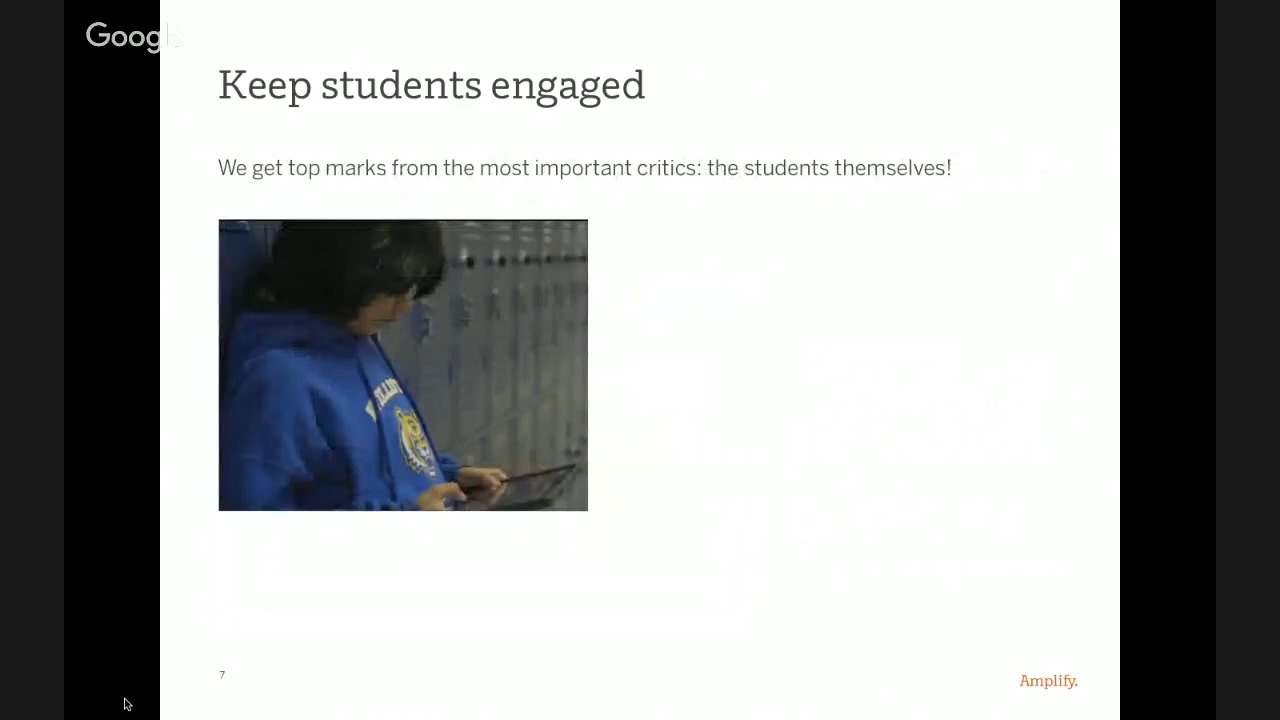 Google
Keep students engaged
We get top marks from the most important critics: the students themselves!
7
Amplify.